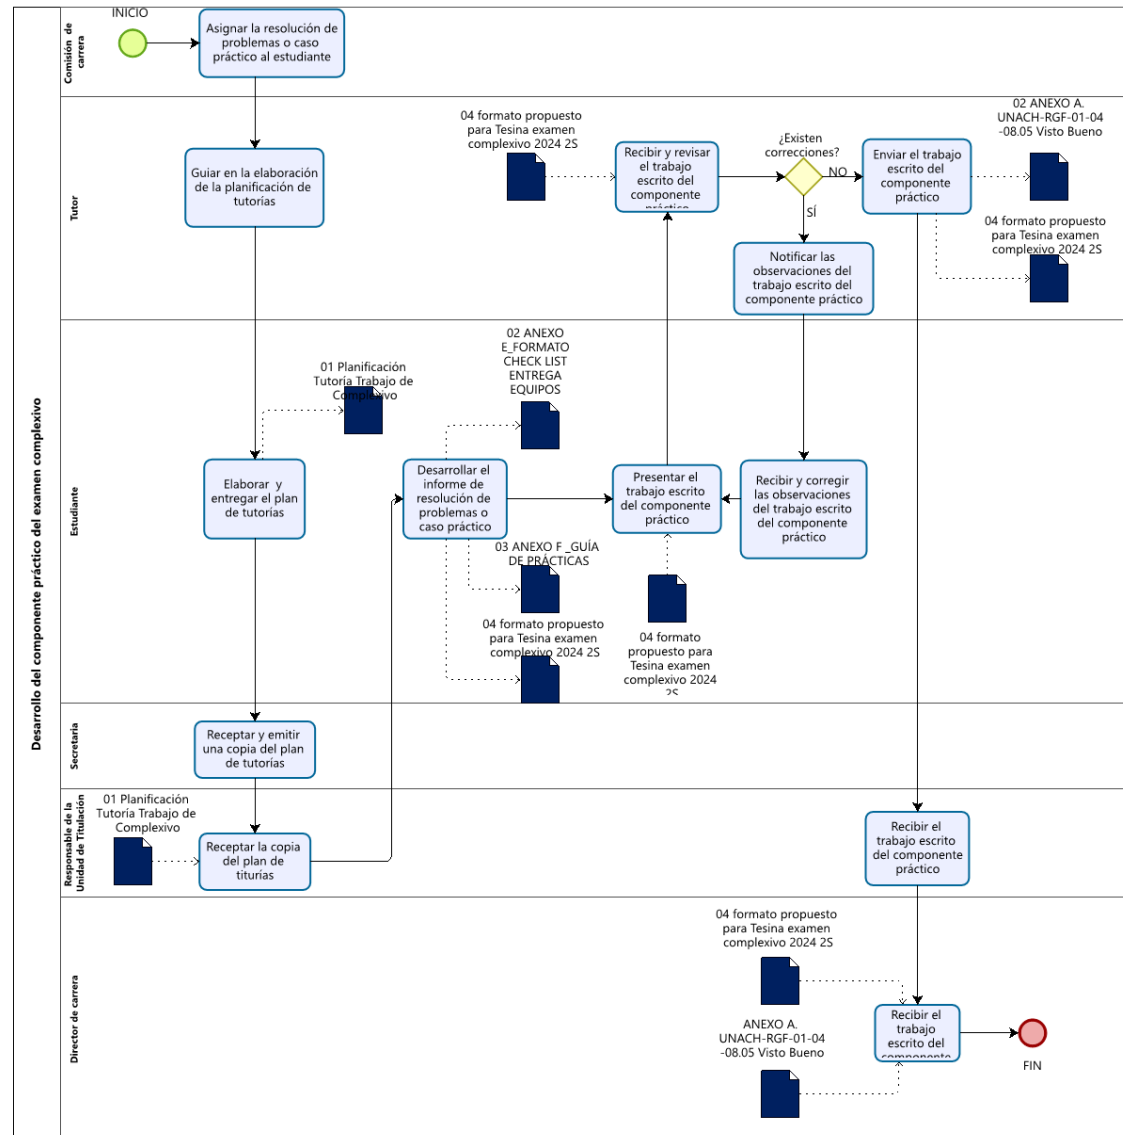 Desarrollo del componente práctico del examen complexivo
Comisión de
carrera
INICIO
Asignar la resolución de
problemas o caso
práctico al estudiante
Tutor
Guiar en la elaboración
de la planificación de
tutorías
04 formato propuesto
para Tesina examen
complexivo 2024 2S
Recibir y revisar
el trabajo
escrito del
componente
práctico
¿Existen
correcciones?
NO
SÍ
Enviar el trabajo
escrito del
componente
práctico
02 ANEXO A.
UNACH-RGF-01-04
-08.05 Visto Bueno
04 formato propuesto
para Tesina examen
complexivo 2024 2S
Notificar las
observaciones del
trabajo escrito del
componente práctico
Estudiante
01 Planificación
Tutoría Trabajo de
Complexivo
Elaborar y
entregar el plan
de tutorías
02 ANEXO
E_FORMATO
CHECK LIST
ENTREGA
EQUIPOS
Desarrollar el
informe de
resolución de
problemas o
caso práctico
03 ANEXO F _GUÍA
DE PRÁCTICAS
04 formato propuesto
para Tesina examen
complexivo 2024 2S
Presentar el
trabajo escrito
del componente
práctico
04 formato
propuesto para
Tesina examen
complexivo 2024
2S
Recibir y corregir
las observaciones
del trabajo escrito
del componente
práctico
Secretaria
Receptar y emitir
una copia del plan
de tutorías
Responsable de la
Unidad de Titulación
01 Planificación
Tutoría Trabajo de
Complexivo
Receptar la copia
del plan de
titurías
Recibir el
trabajo escrito
del componente
práctico
Director de carrera
04 formato propuesto
para Tesina examen
complexivo 2024 2S
ANEXO A.
UNACH-RGF-01-04
-08.05 Visto Bueno
Recibir el
trabajo
escrito del
componente
FIN